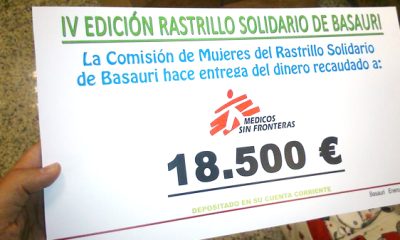 IV EDICIÓN RASTRILLO SOLIDARIO DE BASAURI
La Comisión de Mujeres del Rastrillo Solidario
de Basauri hace entrega del dinero recaudado a:
MEDICOS
SIN FRONTERAS
18.500 €
DEPOSITADO EN SU CUENTA CORRIENTE
Basauri Enero